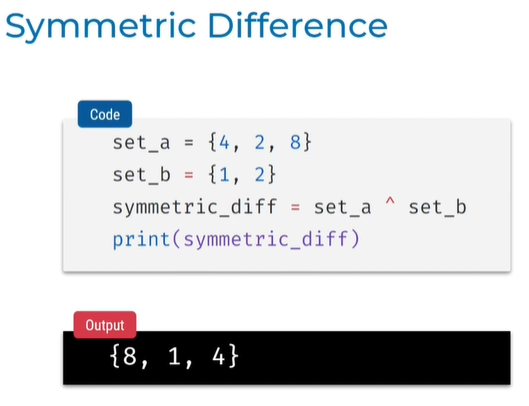 Symmetric Difference
Code
set_a = {4, 2, 8}
set_b = {1, 2}
symmetric_diff = set_a ^ set_b
print(symmetric_diff)
Output
{8, 1, 4}